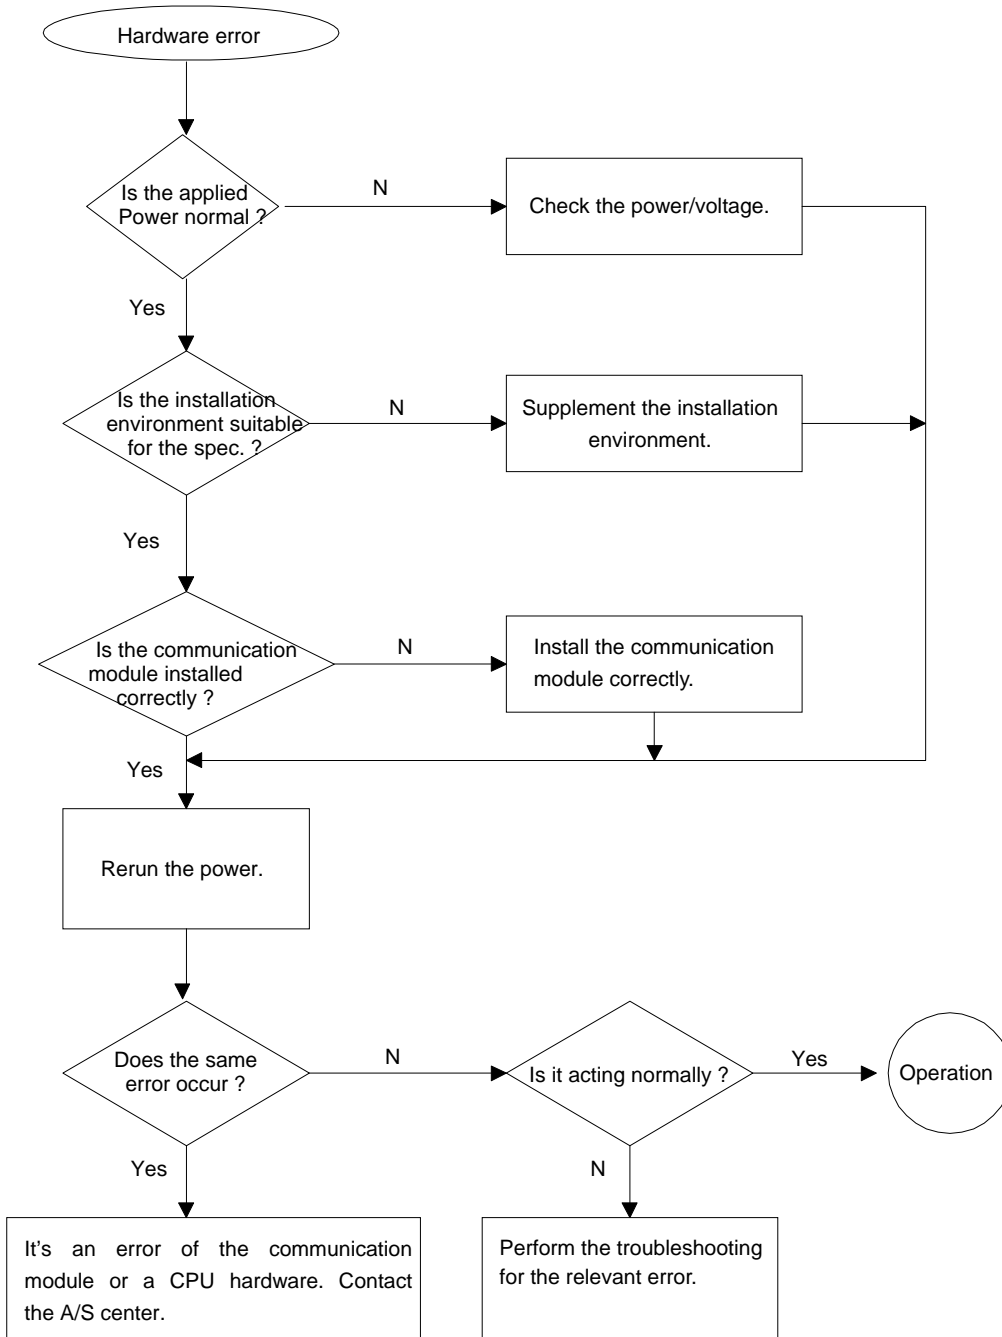 Hardware error
Is the applied
Power normal ?
N
Check the power/voltage.
Yes
Is the installation
environment suitable
for the spec. ?
N
Supplement the installation
environment.
Yes
Is the communication
module installed
correctly ?
N
Install the communication
module correctly.
Yes
Rerun the power.
Does the same
error occur ?
N
Is it acting normally ?
Yes
Operation
Yes
N
It's an error of the communication
module or a CPU hardware. Contact
the A/S center.
Perform the troubleshooting
for the relevant error.